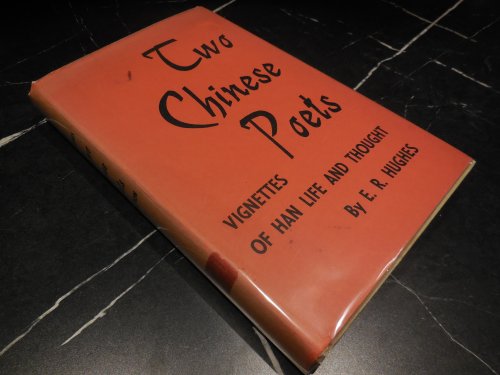 Two
Chinese
Poets
VIGNETTES
OF HAN LIFE AND THOUGHT
By E. R. HUGHES